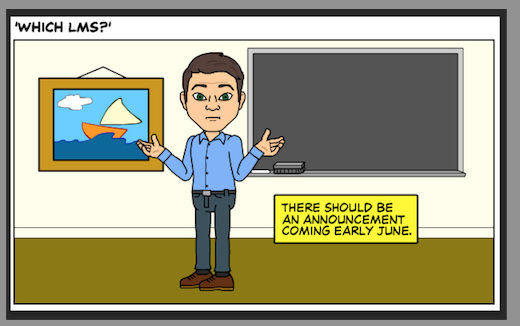 'WHICH LMS?'
THERE SHOULD BE
AN ANNOUNCEMENT
COMING EARLY JUNE.